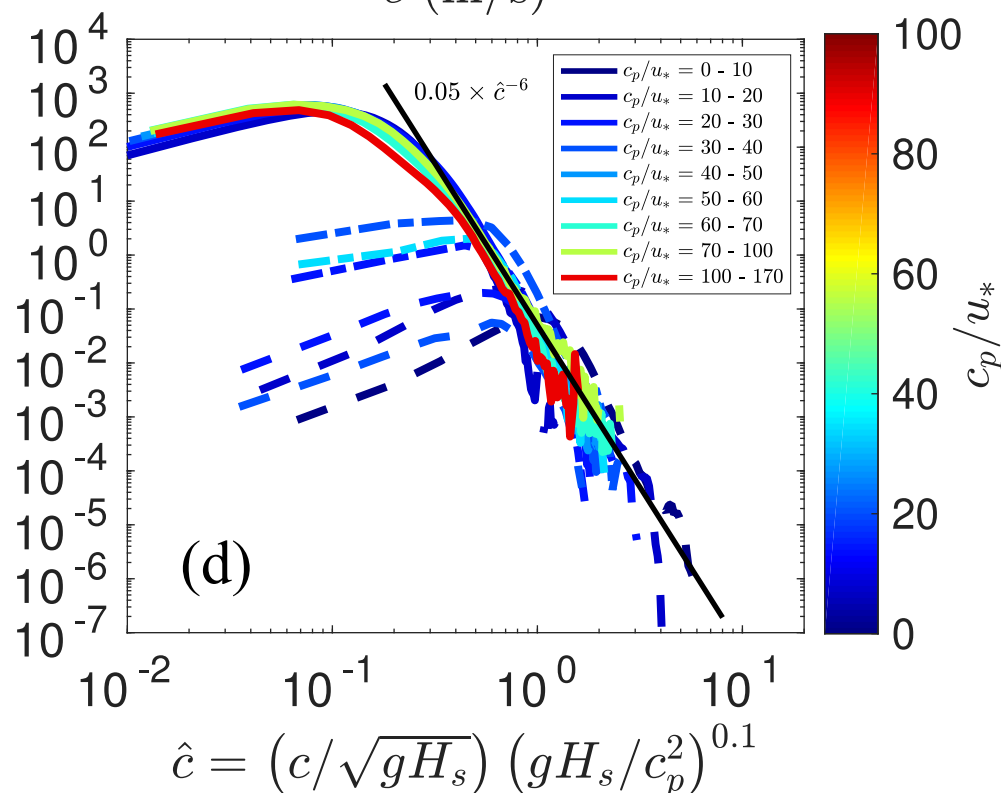 10^4
10^3
10^2
10^1
10^0
10^-1
10^-2
10^-3
10^-4
10^-5
10^-6
10^-7
0.05 × ĉ^-6
c_p/u_* = 0 - 10
c_p/u_* = 10 - 20
c_p/u_* = 20 - 30
c_p/u_* = 30 - 40
c_p/u_* = 40 - 50
c_p/u_* = 50 - 60
c_p/u_* = 60 - 70
c_p/u_* = 70 - 100
c_p/u_* = 100 - 170
(d)
100
80
60
40
20
0
c_p/u_*
10^-2 10^-1 10^0 10^1
ĉ = (c/√gH_s) (gH_s/c_p^2)^0.1